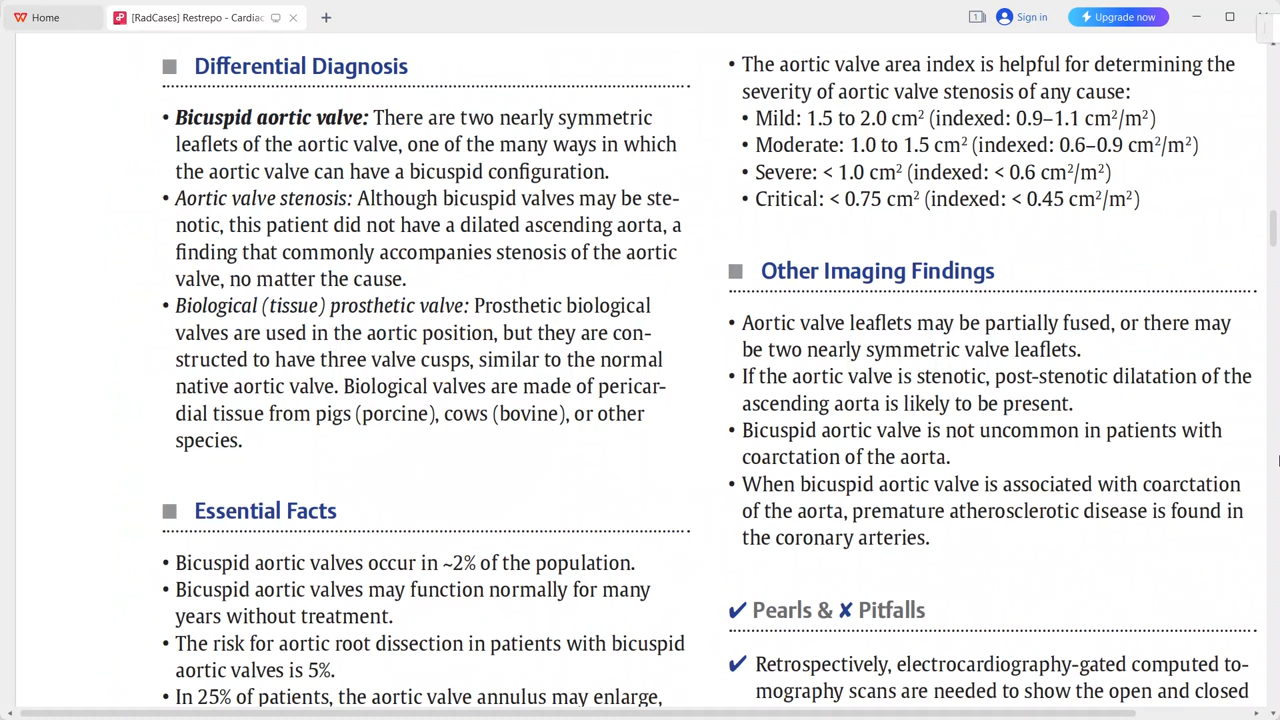 Home
[RadCases] Restrepo - Cardiac
1
Sign in
Upgrade now
Differential Diagnosis
• Bicuspid aortic valve: There are two nearly symmetric
leaflets of the aortic valve, one of the many ways in which
the aortic valve can have a bicuspid configuration.
• Aortic valve stenosis: Although bicuspid valves may be ste-
notic, this patient did not have a dilated ascending aorta, a
finding that commonly accompanies stenosis of the aortic
valve, no matter the cause.
• Biological (tissue) prosthetic valve: Prosthetic biological
valves are used in the aortic position, but they are con-
structed to have three valve cusps, similar to the normal
native aortic valve. Biological valves are made of pericar-
dial tissue from pigs (porcine), cows (bovine), or other
species.
Essential Facts
• Bicuspid aortic valves occur in ~2% of the population.
• Bicuspid aortic valves may function normally for many
years without treatment.
• The risk for aortic root dissection in patients with bicuspid
aortic valves is 5%.
• In 25% of patients, the aortic valve annulus may enlarge,
• The aortic valve area index is helpful for determining the
severity of aortic valve stenosis of any cause:
• Mild: 1.5 to 2.0 cm² (indexed: 0.9–1.1 cm²/m²)
• Moderate: 1.0 to 1.5 cm² (indexed: 0.6–0.9 cm²/m²)
• Severe: < 1.0 cm² (indexed: < 0.6 cm²/m²)
• Critical: < 0.75 cm² (indexed: < 0.45 cm²/m²)
Other Imaging Findings
• Aortic valve leaflets may be partially fused, or there may
be two nearly symmetric valve leaflets.
• If the aortic valve is stenotic, post-stenotic dilatation of the
ascending aorta is likely to be present.
• Bicuspid aortic valve is not uncommon in patients with
coarctation of the aorta.
• When bicuspid aortic valve is associated with coarctation
of the aorta, premature atherosclerotic disease is found in
the coronary arteries.
✔ Pearls & ✘ Pitfalls
✔ Retrospectively, electrocardiography-gated computed to-
mography scans are needed to show the open and closed